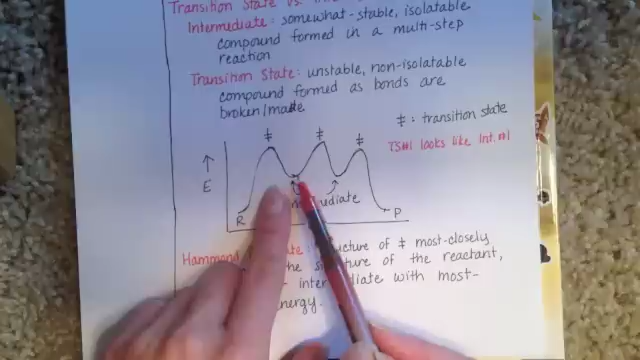 Transition State vs.
Intermediate: somewhat-stable, isolatable
compound formed in a multi-step
reaction
Transition State: unstable, non-isolatable
compound formed as bonds are
broken/made
‡ = transition state
TS#1 looks like Int.#1
‡ ‡ ‡
↑
E
R P
Hammond
structure of ‡ most-closely
the structure of the reactant,
intermediate with most-
energy.